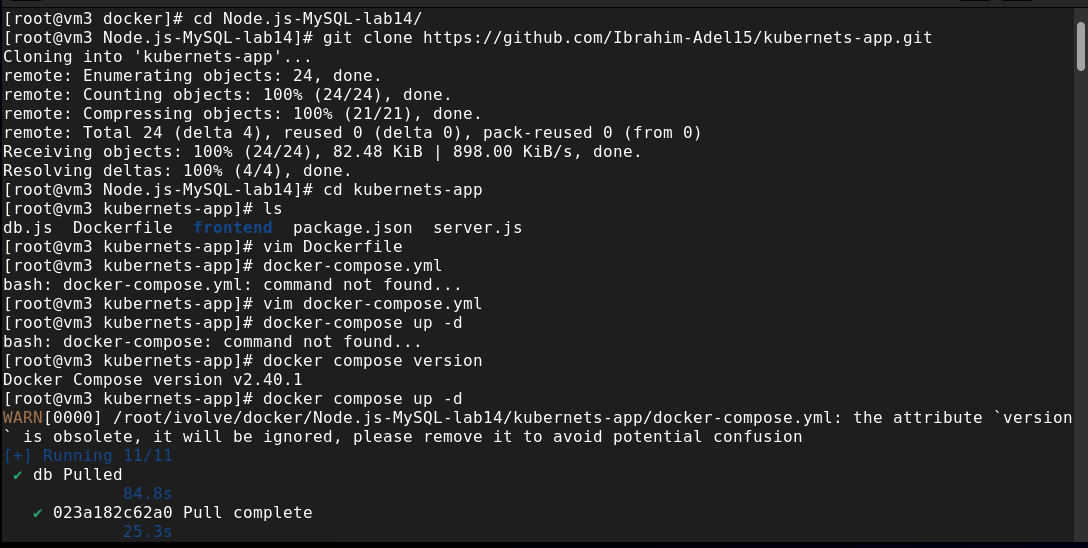 [root@vm3 docker]# cd Node.js-MySQL-lab14/
[root@vm3 Node.js-MySQL-lab14]# git clone https://github.com/Ibrahim-Adel15/kubernets-app.git
Cloning into 'kubernets-app'...
remote: Enumerating objects: 24, done.
remote: Counting objects: 100% (24/24), done.
remote: Compressing objects: 100% (21/21), done.
remote: Total 24 (delta 4), reused 0 (delta 0), pack-reused 0 (from 0)
Receiving objects: 100% (24/24), 82.48 KiB | 898.00 KiB/s, done.
Resolving deltas: 100% (4/4), done.
[root@vm3 Node.js-MySQL-lab14]# cd kubernets-app
[root@vm3 kubernets-app]# ls
db.js  Dockerfile  frontend  package.json  server.js
[root@vm3 kubernets-app]# vim Dockerfile
[root@vm3 kubernets-app]# docker-compose.yml
bash: docker-compose.yml: command not found...
[root@vm3 kubernets-app]# vim docker-compose.yml
[root@vm3 kubernets-app]# docker-compose up -d
bash: docker-compose: command not found...
[root@vm3 kubernets-app]# docker compose version
Docker Compose version v2.40.1
[root@vm3 kubernets-app]# docker compose up -d
WARN[0000] /root/ivolve/docker/Node.js-MySQL-lab14/kubernets-app/docker-compose.yml: the attribute `version
` is obsolete, it will be ignored, please remove it to avoid potential confusion
[+] Running 11/11
 ✔ db Pulled
            84.8s
   ✔ 023a182c62a0 Pull complete
            25.3s